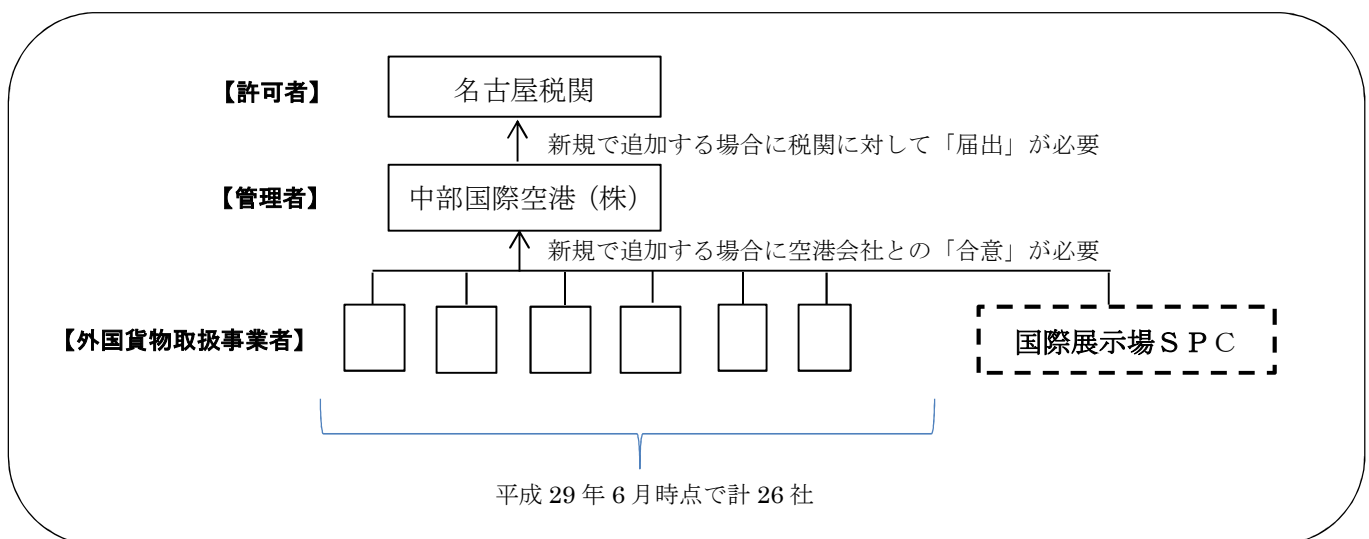 【許可者】 名古屋税関
新規で追加する場合に税関に対して「届出」が必要
【管理者】 中部国際空港（株）
新規で追加する場合に空港会社との「合意」が必要
【外国貨物取扱事業者】 国際展示場ＳＰＣ
平成 29 年 6 月時点で計 26 社